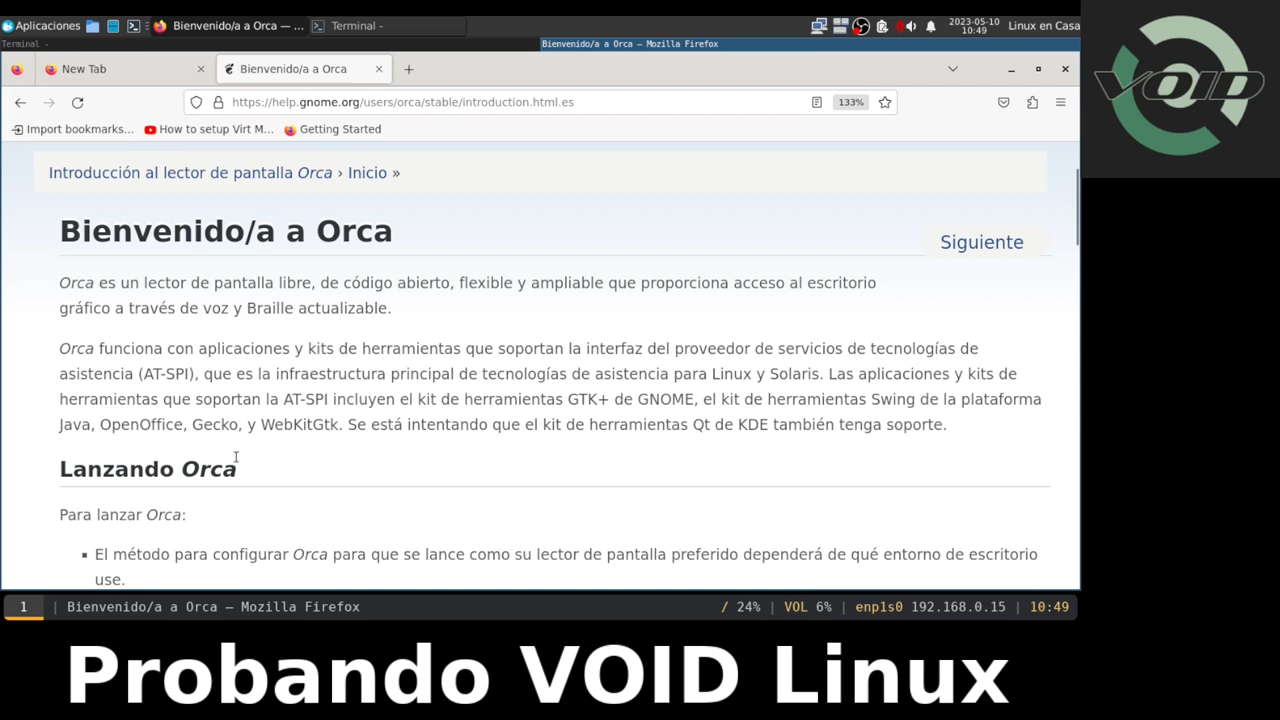 Aplicaciones
Bienvenido/a a Orca — ...
Terminal -
2023-05-10
10:49
Linux en Casa
VOID
Terminal -
Bienvenido/a a Orca — Mozilla Firefox
New Tab
Bienvenido/a a Orca
https://help.gnome.org/users/orca/stable/introduction.html.es
133%
Import bookmarks...
How to setup Virt M...
Getting Started
Introducción al lector de pantalla Orca › Inicio »
Bienvenido/a a Orca
Siguiente
Orca es un lector de pantalla libre, de código abierto, flexible y ampliable que proporciona acceso al escritorio
gráfico a través de voz y Braille actualizable.
Orca funciona con aplicaciones y kits de herramientas que soportan la interfaz del proveedor de servicios de tecnologías de
asistencia (AT-SPI), que es la infraestructura principal de tecnologías de asistencia para Linux y Solaris. Las aplicaciones y kits de
herramientas que soportan la AT-SPI incluyen el kit de herramientas GTK+ de GNOME, el kit de herramientas Swing de la plataforma
Java, OpenOffice, Gecko, y WebKitGtk. Se está intentando que el kit de herramientas Qt de KDE también tenga soporte.
Lanzando Orca
Para lanzar Orca:
▪ El método para configurar Orca para que se lance como su lector de pantalla preferido dependerá de qué entorno de escritorio
use.
1 | Bienvenido/a a Orca — Mozilla Firefox
/ 24% | VOL 6% | enp1s0 192.168.0.15 | 10:49
Probando VOID Linux